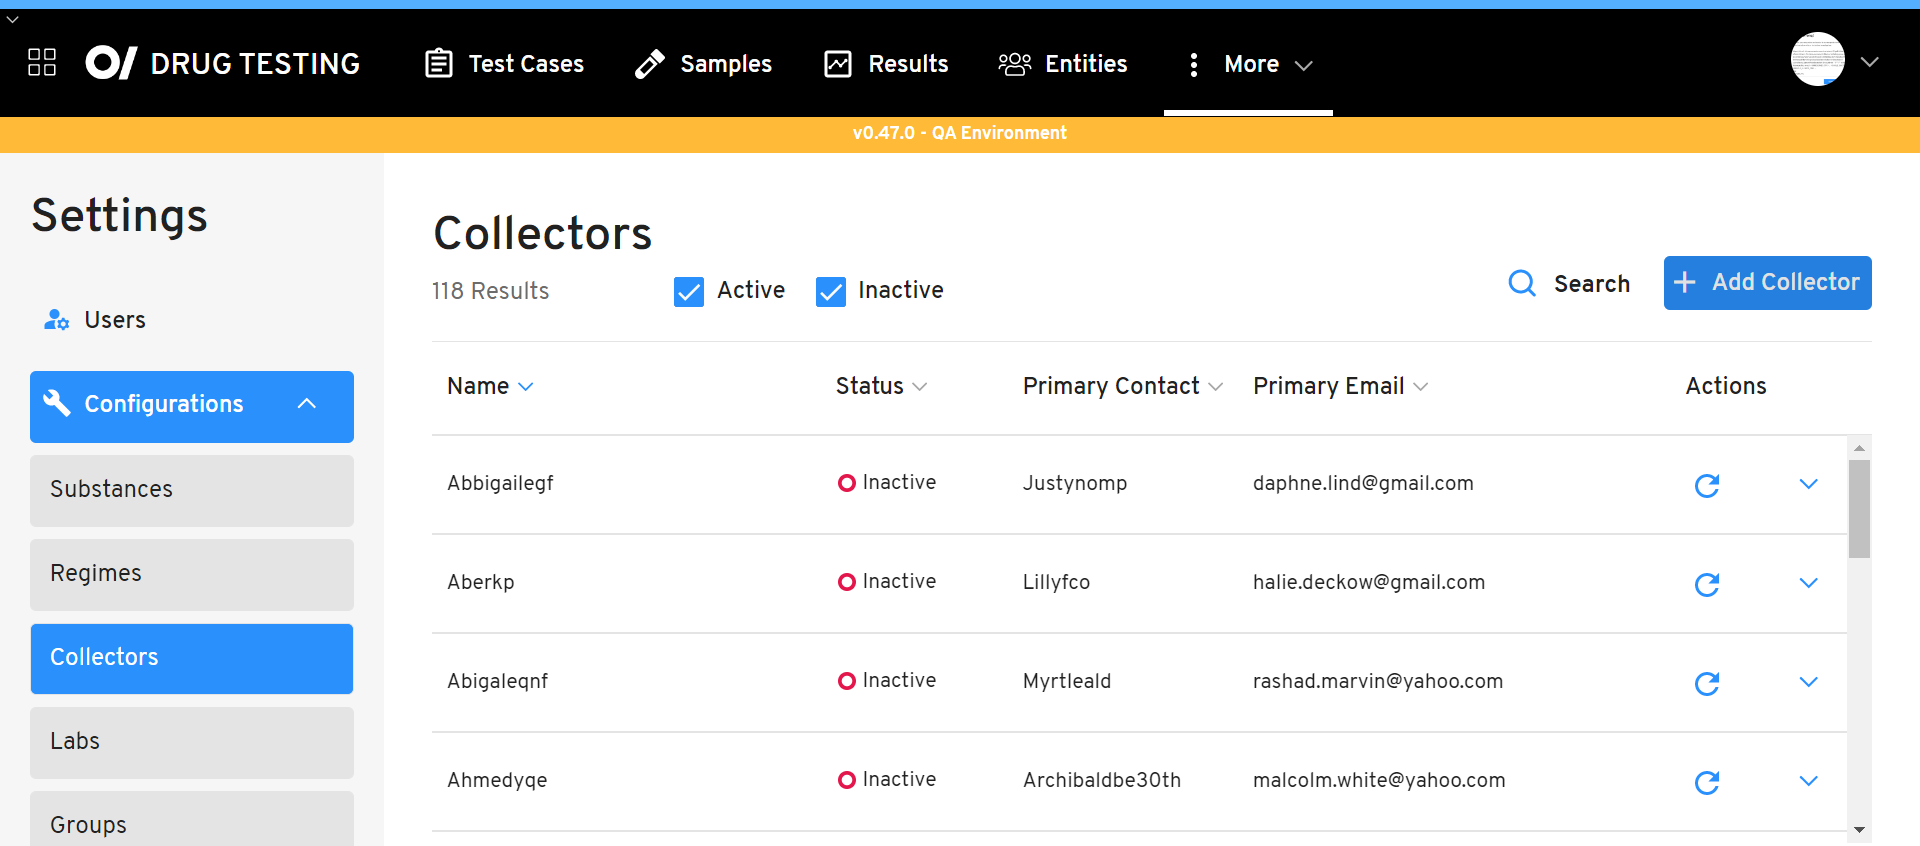 DRUG TESTING
Test Cases
Samples
Results
Entities
More
v0.47.0 - QA Environment
Settings
Users
Configurations
Substances
Regimes
Collectors
Labs
Groups
Collectors
118 Results
Active
Inactive
Search
Add Collector
Name Status Primary Contact Primary Email Actions
Abbigailegf Inactive Justynomp daphne.lind@gmail.com
Aberkp Inactive Lillyfco halie.deckow@gmail.com
Abigaleqnf Inactive Myrtleald rashad.marvin@yahoo.com
Ahmedyqe Inactive Archibaldbe30th malcolm.white@yahoo.com